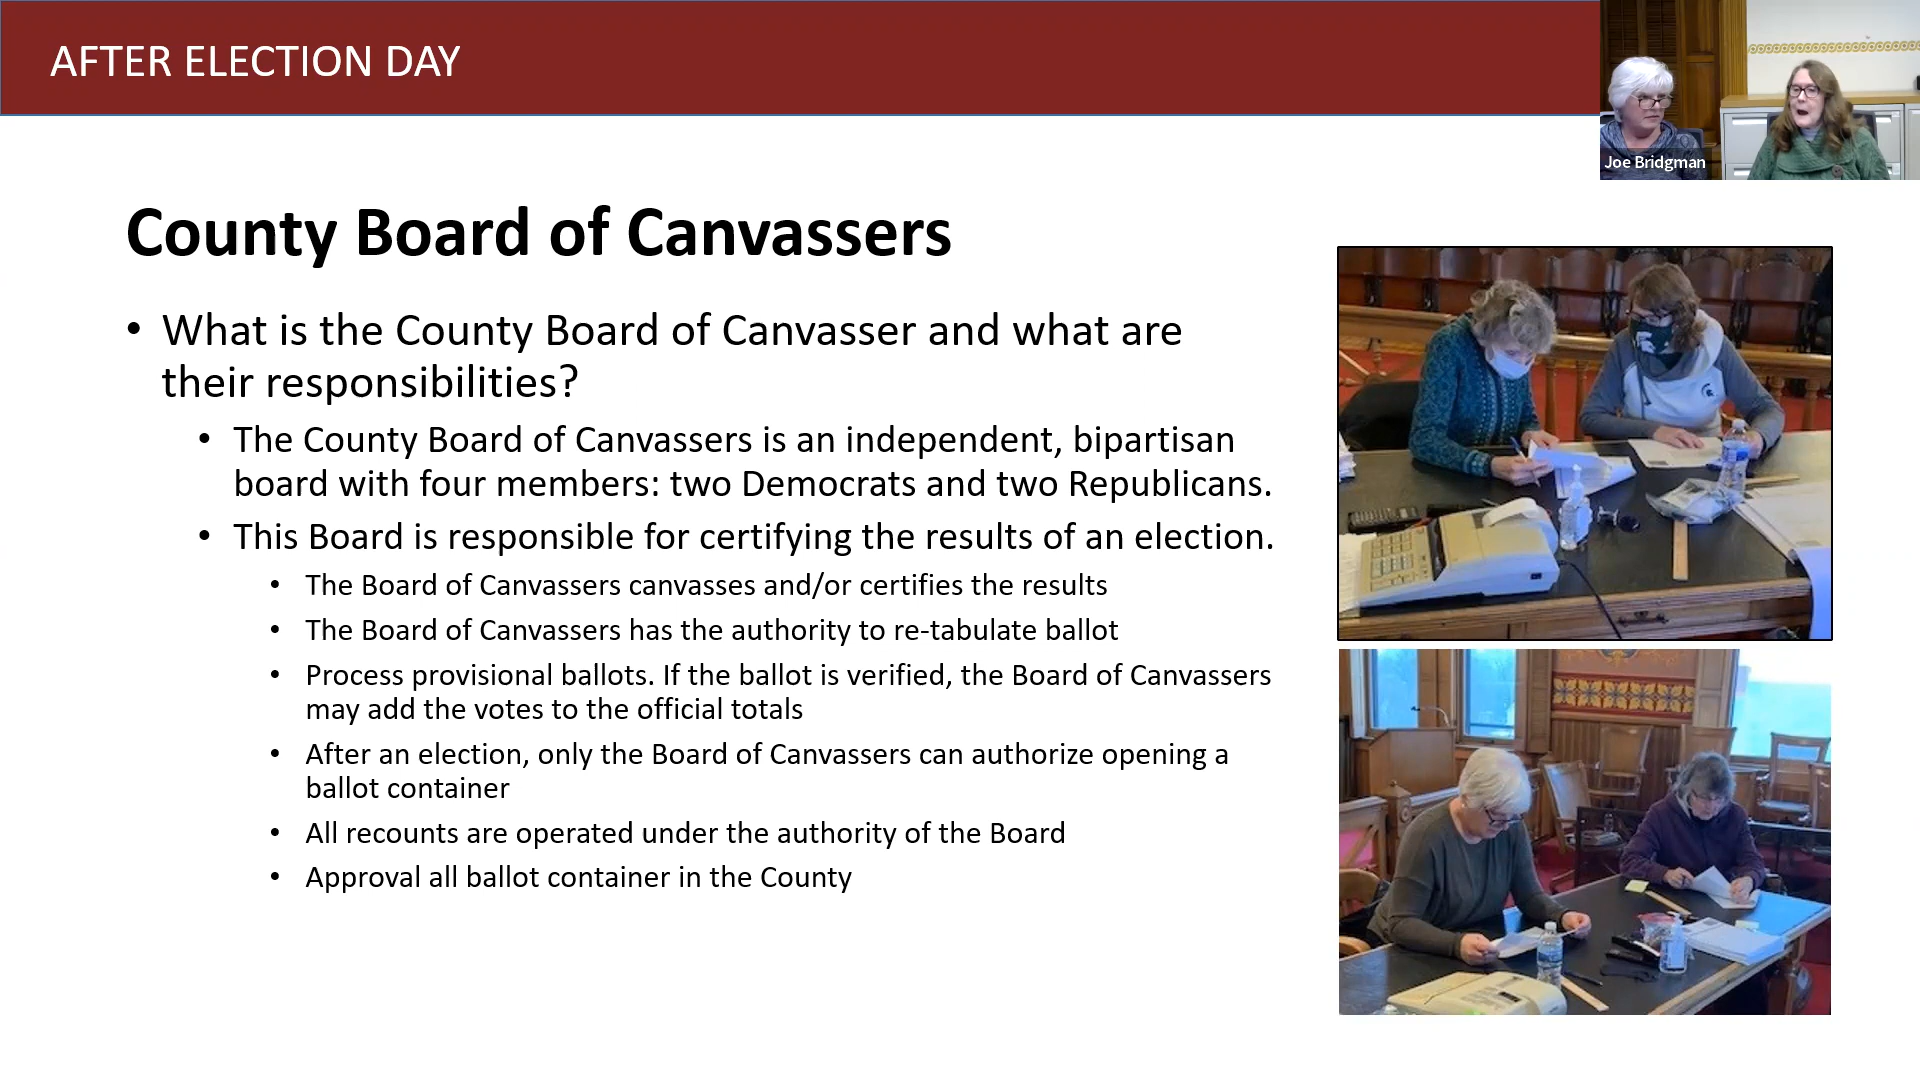 AFTER ELECTION DAY
Joe Bridgman
County Board of Canvassers
• What is the County Board of Canvasser and what are
their responsibilities?
• The County Board of Canvassers is an independent, bipartisan
board with four members: two Democrats and two Republicans.
• This Board is responsible for certifying the results of an election.
• The Board of Canvassers canvasses and/or certifies the results
• The Board of Canvassers has the authority to re-tabulate ballot
• Process provisional ballots. If the ballot is verified, the Board of Canvassers
may add the votes to the official totals
• After an election, only the Board of Canvassers can authorize opening a
ballot container
• All recounts are operated under the authority of the Board
• Approval all ballot container in the County